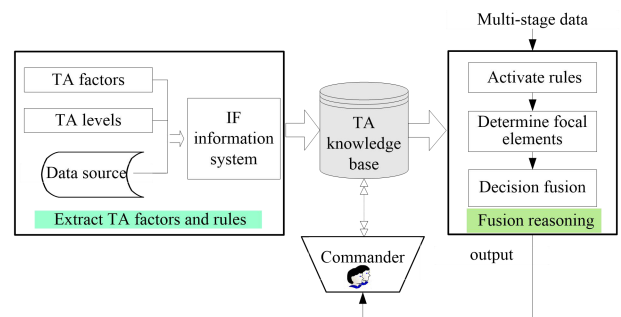 Multi-stage data
TA factors
TA levels
Data source
IF
information
system
Extract TA factors and rules
TA
knowledge
base
Commander
Activate rules
Determine focal
elements
Decision fusion
Fusion reasoning
output